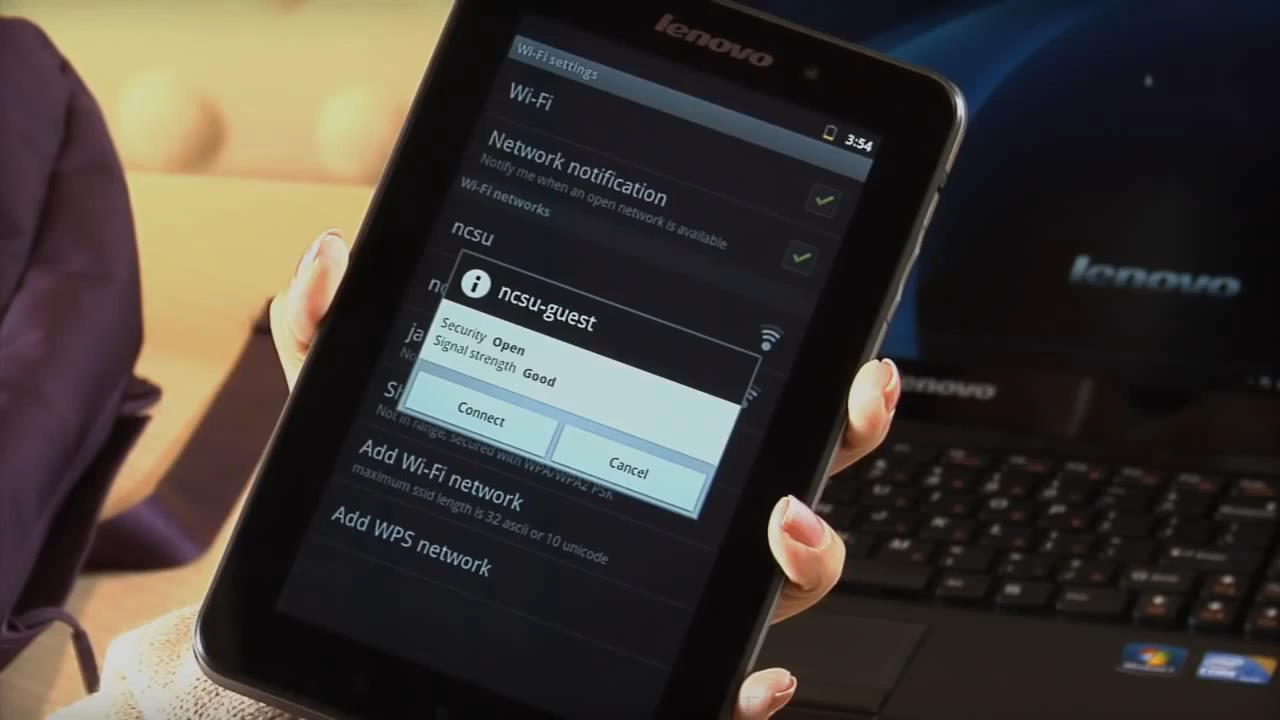 lenovo
Wi-Fi settings
3:54
Wi-Fi
Network notification
Notify me when an open network is available
Wi-Fi networks
ncsu
ncsu-guest
Security Open
Signal strength Good
Connect
Cancel
Not in range, secured with WPA/WPA2 PSK
Add Wi-Fi network
maximum ssid length is 32 ascii or 10 unicode
Add WPS network
lenovo
lenovo